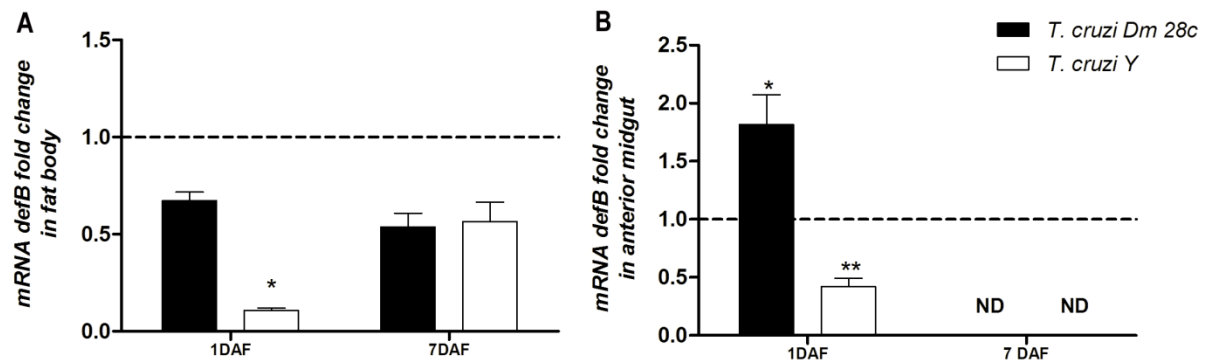 A
mRNA defB fold change
in fat body
1.5
1.0
0.5
0.0
*
1DAF
7DAF
B
mRNA defB fold change
in anterior midgut
2.5
2.0
1.5
1.0
0.5
0.0
*
**
ND
ND
1DAF
7 DAF
T. cruzi Dm 28c
T. cruzi Y